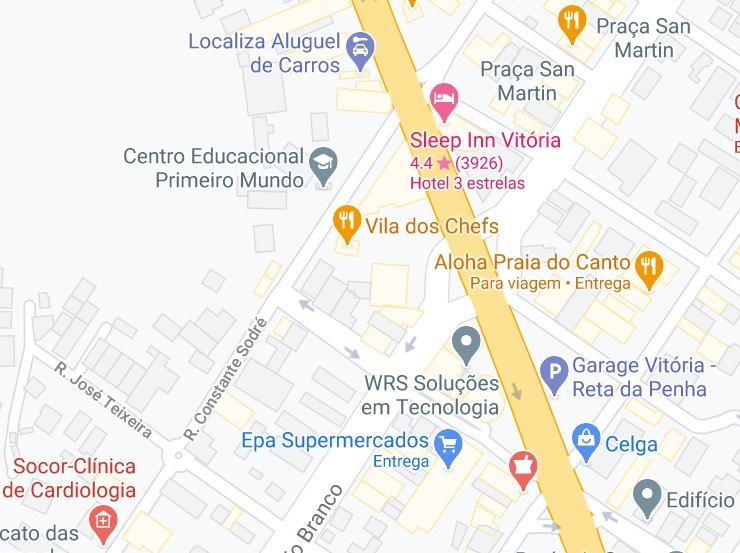 Localiza Aluguel
de Carros
Praça San
Martin
Praça San
Martin
Sleep Inn Vitória
4.4 ★ (3926)
Hotel 3 estrelas
Centro Educacional
Primeiro Mundo
Vila dos Chefs
Aloha Praia do Canto
Para viagem • Entrega
R. Constante Sodré
R. José Teixeira
WRS Soluções
em Tecnologia
Garage Vitória -
Reta da Penha
Epa Supermercados
Entrega
Celga
Socor-Clínica
de Cardiologia
Edifício
cato das
o Branco